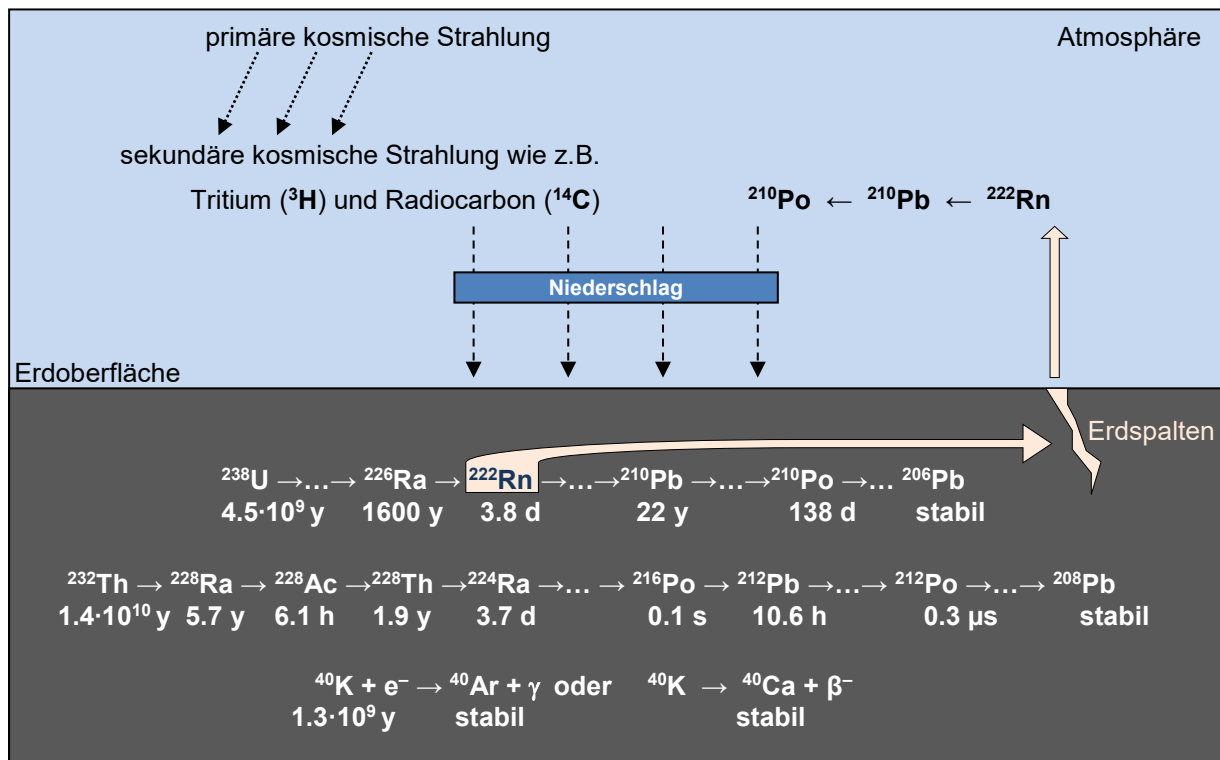 primäre kosmische Strahlung
Atmosphäre
sekundäre kosmische Strahlung wie z.B.
Tritium (³H) und Radiocarbon (¹⁴C)
²¹⁰Po ← ²¹⁰Pb ← ²²²Rn
Niederschlag
Erdoberfläche
Erdspalten
²³⁸U →…→ ²²⁶Ra → ²²²Rn →…→ ²¹⁰Pb →…→ ²¹⁰Po →… ²⁰⁶Pb
4.5·10⁹ y 1600 y 3.8 d 22 y 138 d stabil
²³²Th → ²²⁸Ra → ²²⁸Ac → ²²⁸Th → ²²⁴Ra →…→ ²¹⁶Po → ²¹²Pb →…→ ²¹²Po →…→ ²⁰⁸Pb
1.4·10¹⁰ y 5.7 y 6.1 h 1.9 y 3.7 d 0.1 s 10.6 h 0.3 µs stabil
⁴⁰K + e⁻ → ⁴⁰Ar + γ oder ⁴⁰K → ⁴⁰Ca + β⁻
1.3·10⁹ y stabil stabil